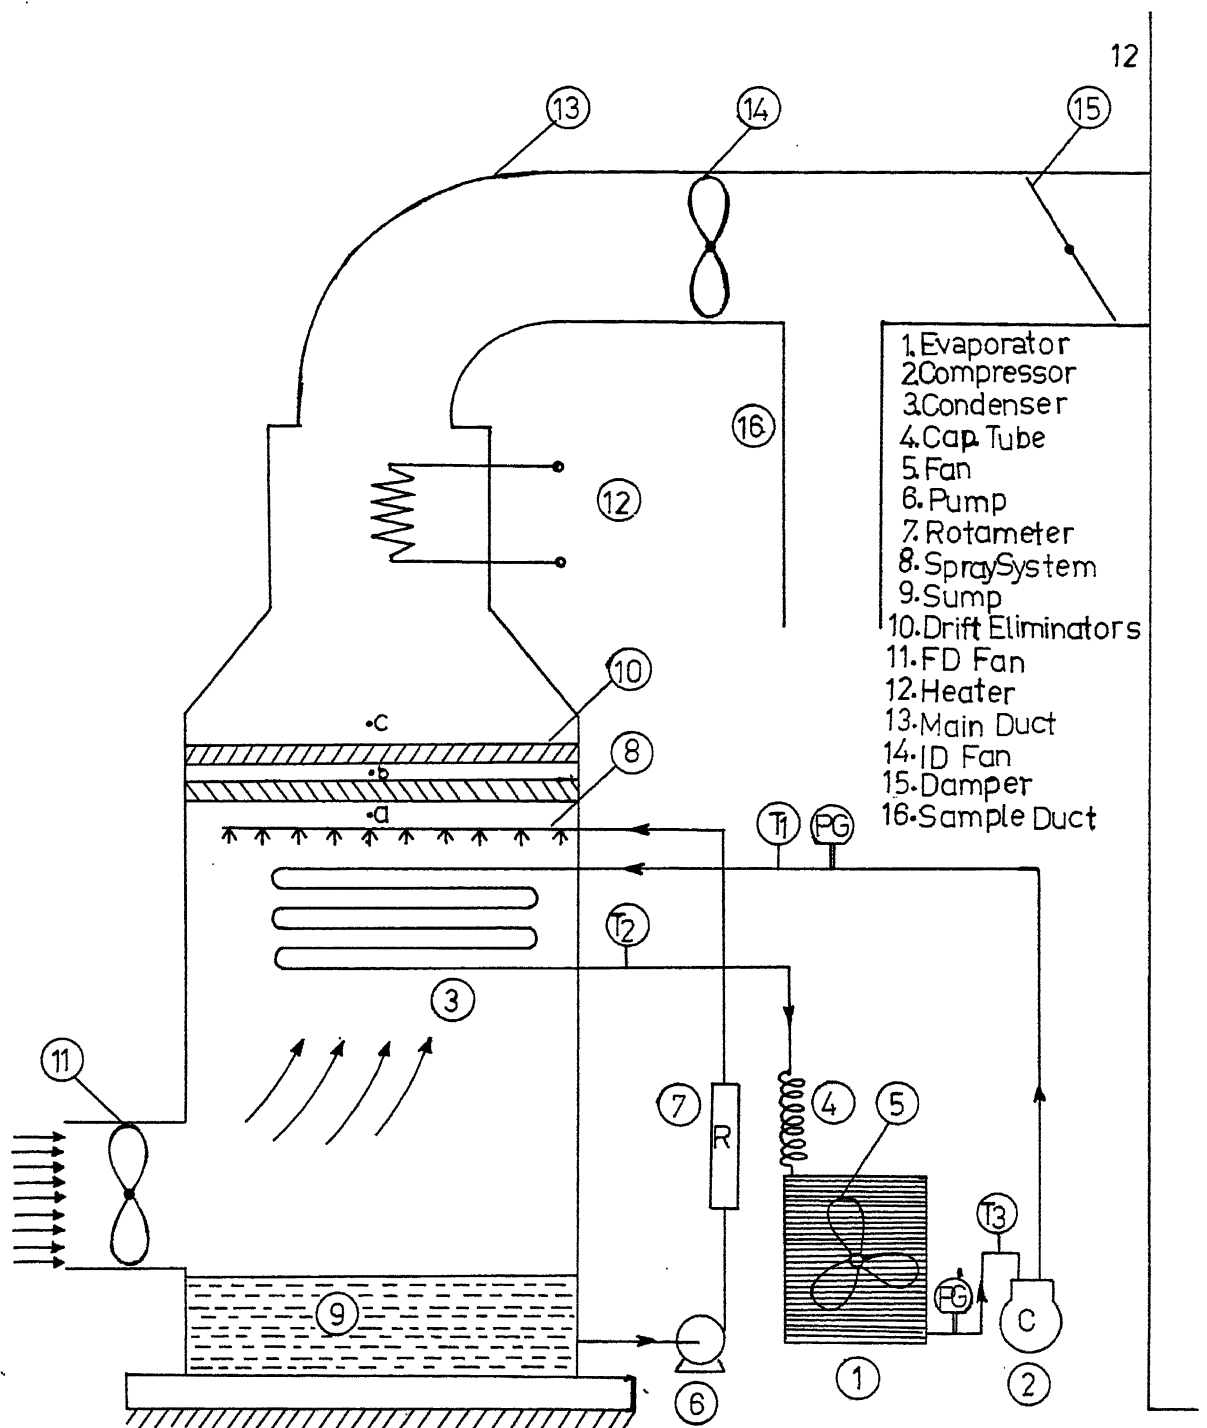 12
13
14
15
1. Evaporator
2. Compressor
3. Condenser
16
4. Cap. Tube
5. Fan
12
6. Pump
7. Rotameter
8. Spray System
9. Sump
10. Drift Eliminators
11. FD Fan
12. Heater
13. Main Duct
14. ID Fan
15. Damper
16. Sample Duct
10
c
8
b
a
T1
PG
T2
3
11
7
4
5
R
T3
9
PG
C
6
1
2